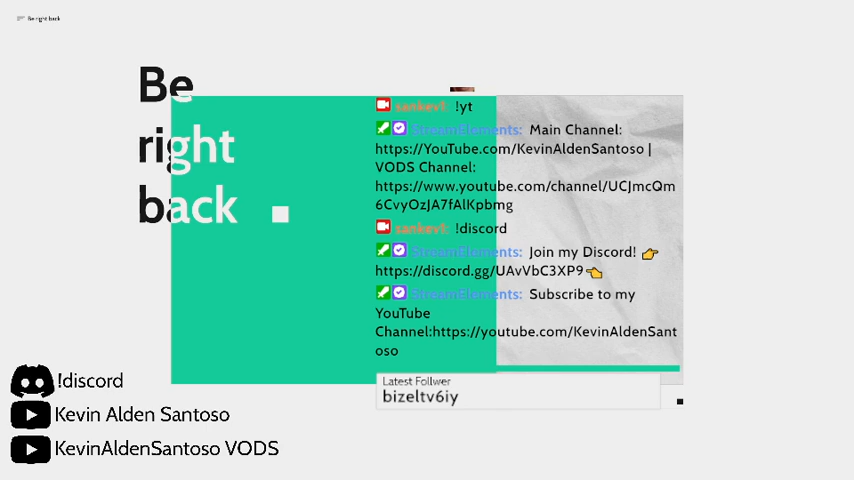 Be right back
Be
right
back
sankevf: !yt
StreamElements: Main Channel:
https://YouTube.com/KevinAldenSantoso |
VODS Channel:
https://www.youtube.com/channel/UCJmcQm
6CvyOzJA7fAlKpbmg
sankevf: !discord
StreamElements: Join my Discord! 👉
https://discord.gg/UAvVbC3XP9 👈
StreamElements: Subscribe to my
YouTube
Channel:https://youtube.com/KevinAldenSant
oso
Latest Follwer
bizeltv6iy
!discord
Kevin Alden Santoso
KevinAldenSantoso VODS